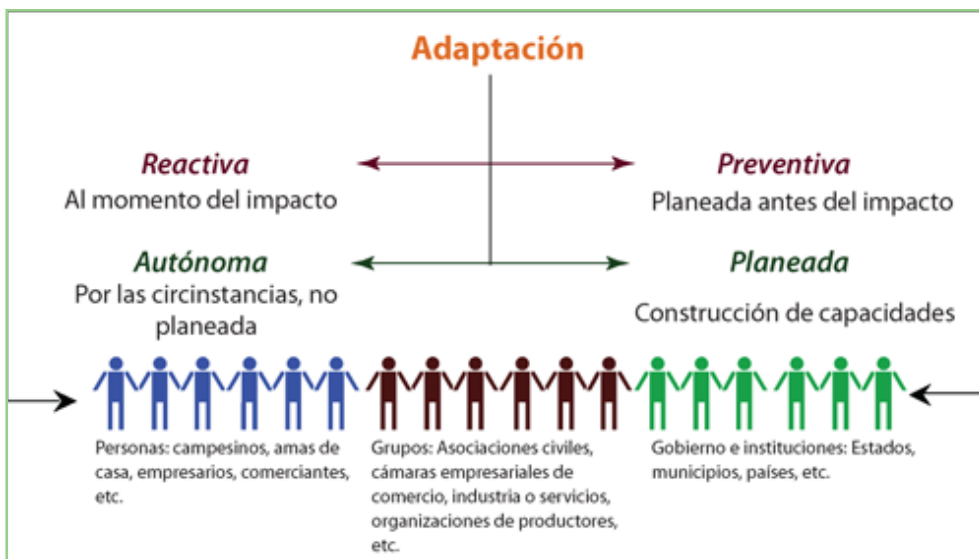 Adaptación
Reactiva
Al momento del impacto
Preventiva
Planeada antes del impacto
Autónoma
Por las circinstancias, no
planeada
Planeada
Construcción de capacidades
Personas: campesinos, amas de
casa, empresarios, comerciantes,
etc.
Grupos: Asociaciones civiles,
cámaras empresariales de
comercio, industria o servicios,
organizaciones de productores,
etc.
Gobierno e instituciones: Estados,
municipios, países, etc.